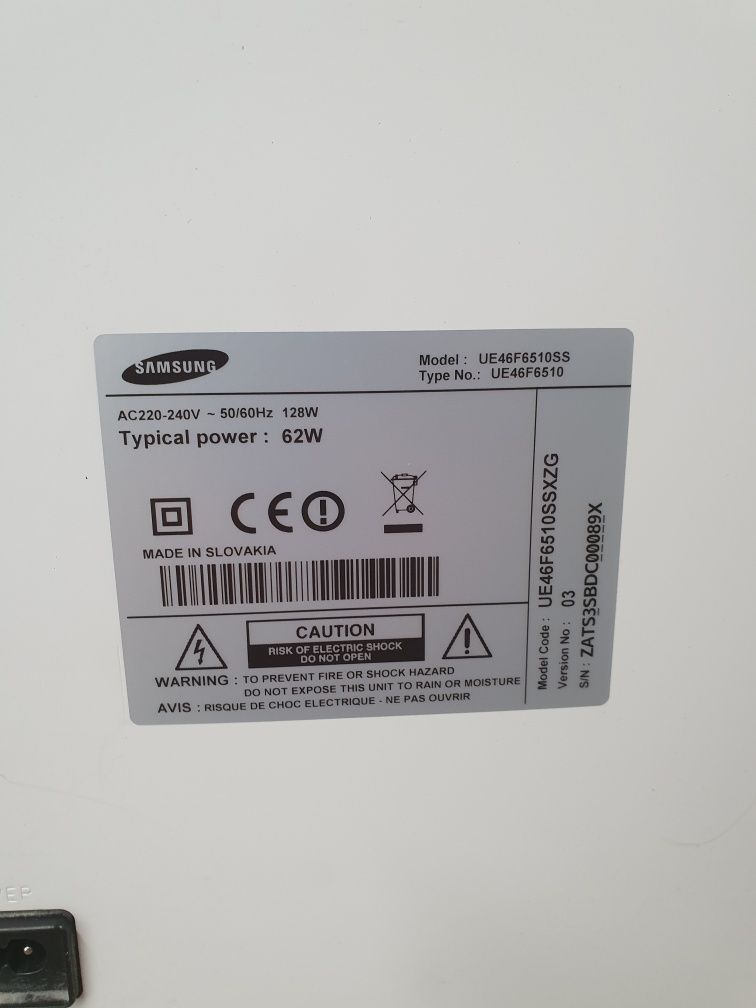 SAMSUNG
Model : UE46F6510SS
Type No.: UE46F6510
AC220-240V ~ 50/60Hz 128W
Typical power : 62W
CE
MADE IN SLOVAKIA
CAUTION
RISK OF ELECTRIC SHOCK
DO NOT OPEN
WARNING : TO PREVENT FIRE OR SHOCK HAZARD
DO NOT EXPOSE THIS UNIT TO RAIN OR MOISTURE
AVIS : RISQUE DE CHOC ELECTRIQUE - NE PAS OUVRIR
Model Code : UE46F6510SSXZG
Version No : 03
S/N : ZATS3SBDC00089X